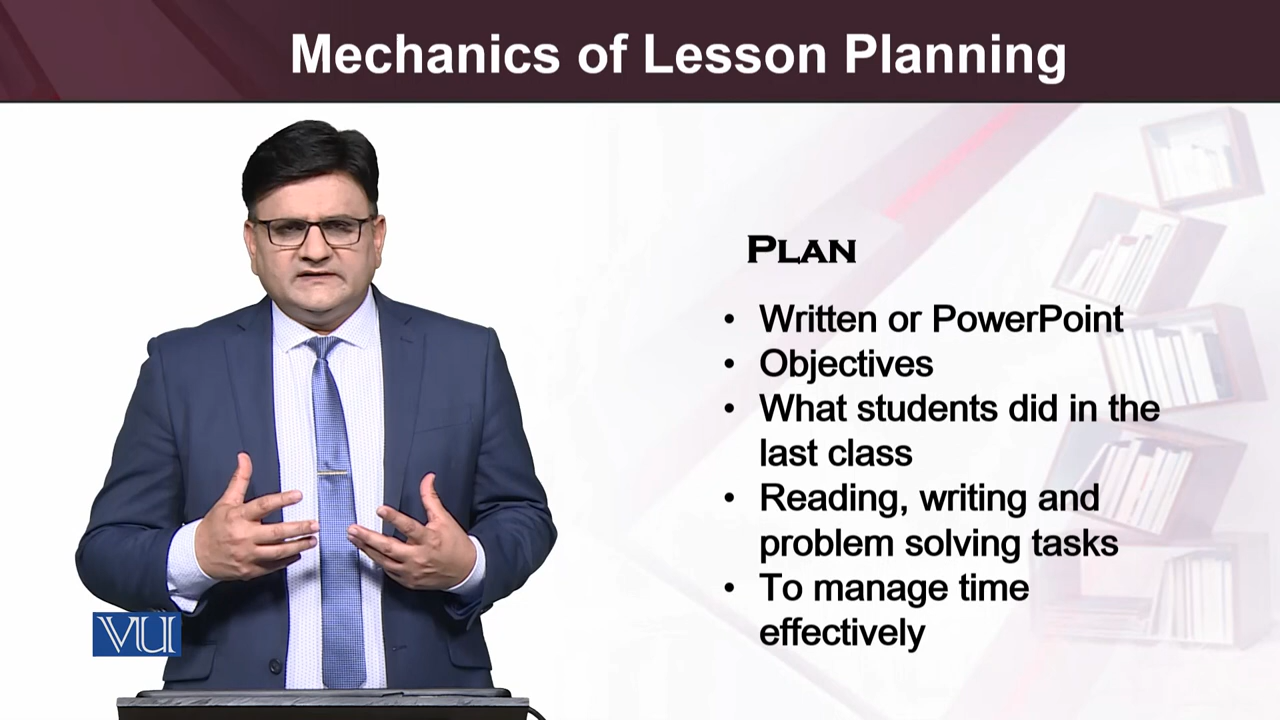 Mechanics of Lesson Planning
PLAN
• Written or PowerPoint
• Objectives
• What students did in the
last class
• Reading, writing and
problem solving tasks
• To manage time
effectively
VU